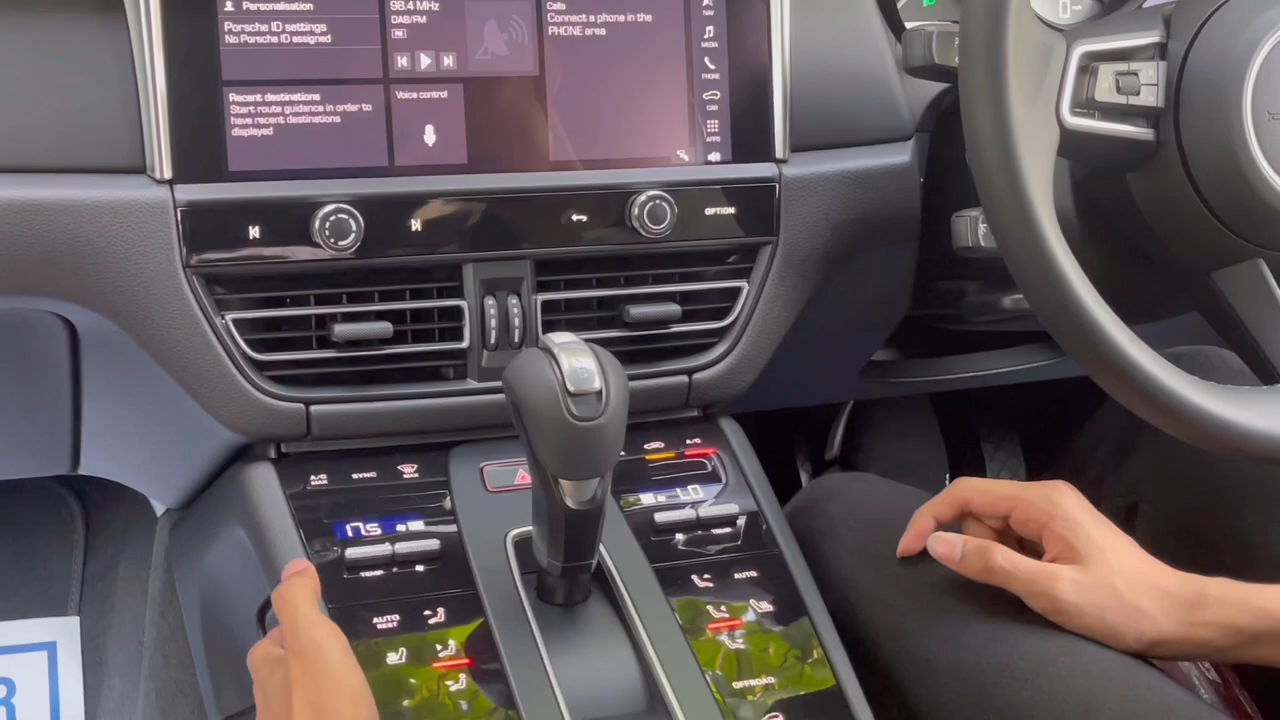 Personalisation
Porsche ID settings
No Porsche ID assigned
Recent destinations
Start route guidance in order to
have recent destinations
displayed
98.4 MHz
DAB/FM
FM
Voice control
Calls
Connect a phone in the
PHONE area
NAV
MEDIA
PHONE
CAR
APPS
OPTION
A/C
MAX
SYNC
MAX
A/C
17.5
LO
TEMP
TEMP
AUTO
REST
AUTO
OFFROAD
R